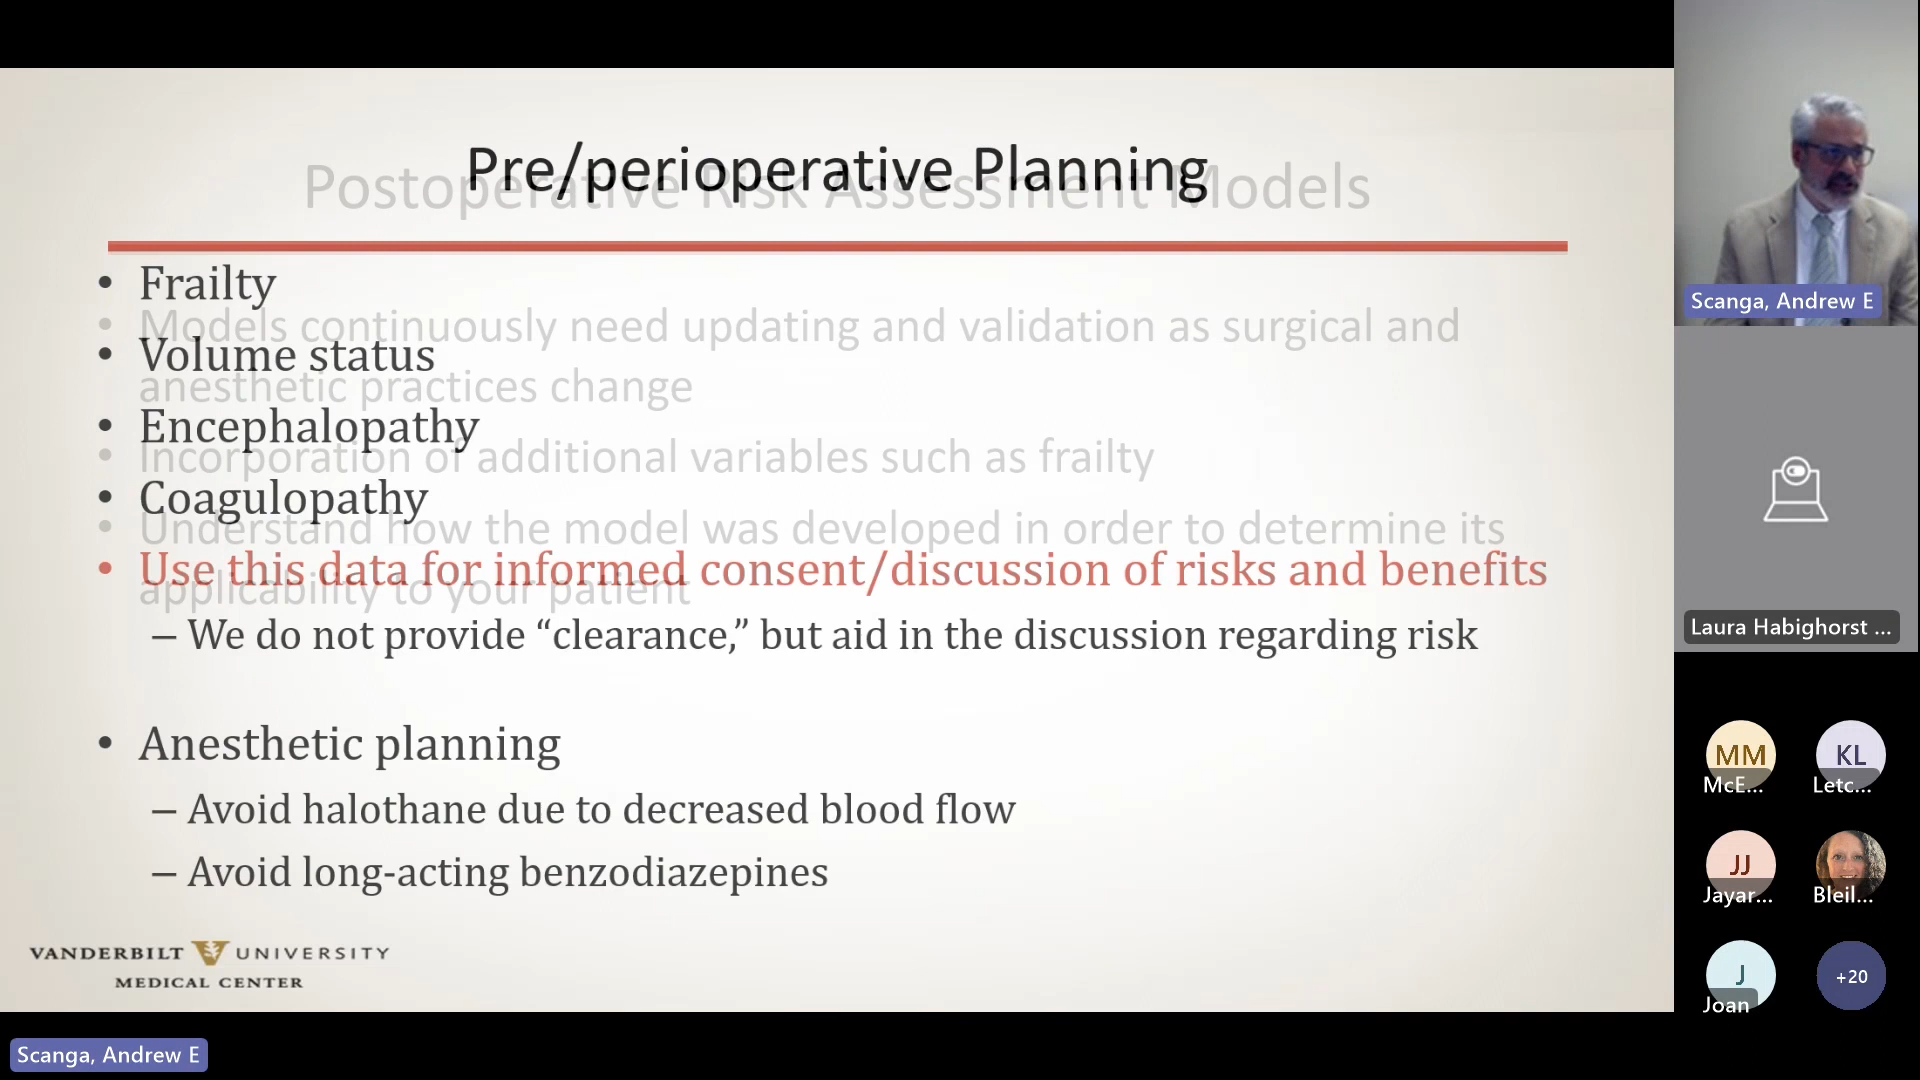 Pre/perioperative Planning
Postoperative Risk Assessment Models
• Frailty
• Models continuously need updating and validation as surgical and
• Volume status
anesthetic practices change
• Encephalopathy
• Incorporation of additional variables such as frailty
• Coagulopathy
• Understand how the model was developed in order to determine its
• Use this data for informed consent/discussion of risks and benefits
applicability to your patient
– We do not provide “clearance,” but aid in the discussion regarding risk
• Anesthetic planning
– Avoid halothane due to decreased blood flow
– Avoid long-acting benzodiazepines
VANDERBILT UNIVERSITY
MEDICAL CENTER
Scanga, Andrew E
Scanga, Andrew E
Laura Habighorst ...
MM
McE...
KL
Letc...
JJ
Jayar...
Bleil...
J
Joan
+20